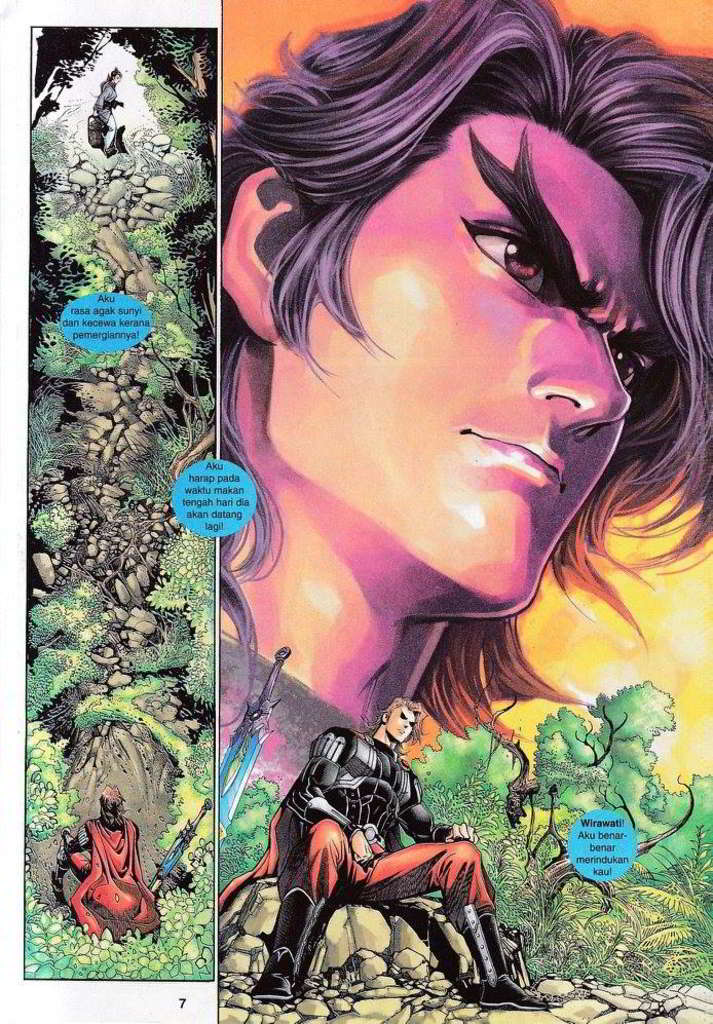 Aku
rasa agak sunyi
dan kecewa kerana
pemergiannya!
Aku
harap pada
waktu makan
tengah hari dia
akan datang
lagi!
Wirawati!
Aku benar-
benar
merindukan
kau!
7